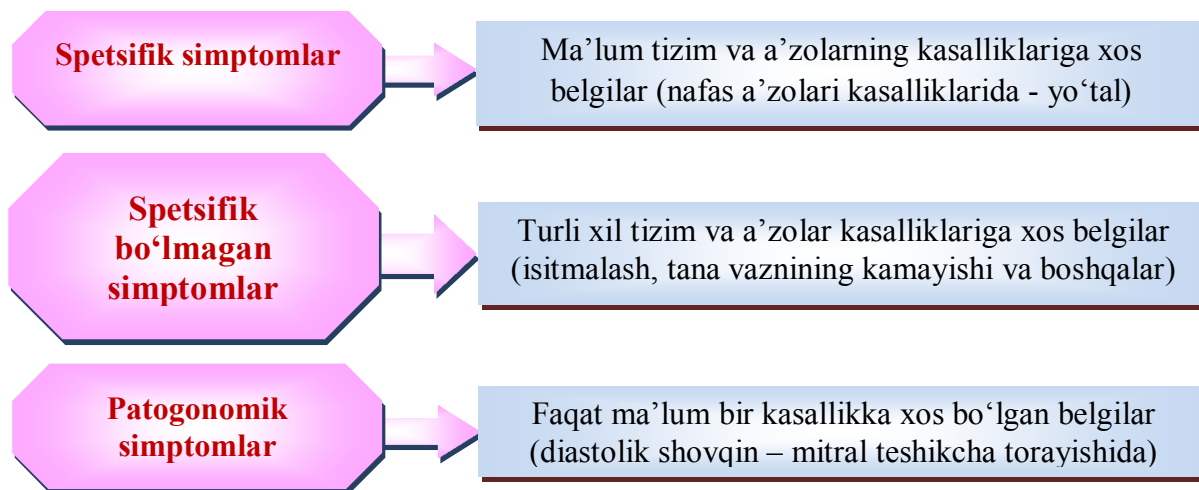 Spetsifik simptomlar
Ma’lum tizim va a’zolarning kasalliklariga xos
belgilar (nafas a’zolari kasalliklarida - yo‘tal)
Spetsifik
bo‘lmagan
simptomlar
Turli xil tizim va a’zolar kasalliklariga xos belgilar
(isitmalash, tana vaznining kamayishi va boshqalar)
Patogonomik
simptomlar
Faqat ma’lum bir kasallikka xos bo‘lgan belgilar
(diastolik shovqin – mitral teshikcha torayishida)